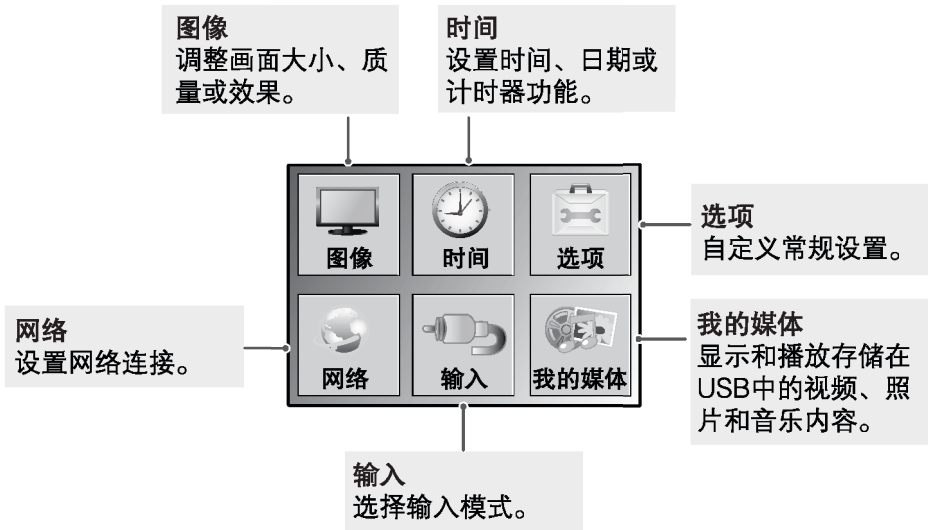 图像
调整画面大小、质
量或效果。
时间
设置时间、日期或
计时器功能。
图像
时间
选项
选项
自定义常规设置。
网络
设置网络连接。
网络
输入
我的媒体
我的媒体
显示和播放存储在
USB中的视频、照
片和音乐内容。
输入
选择输入模式。